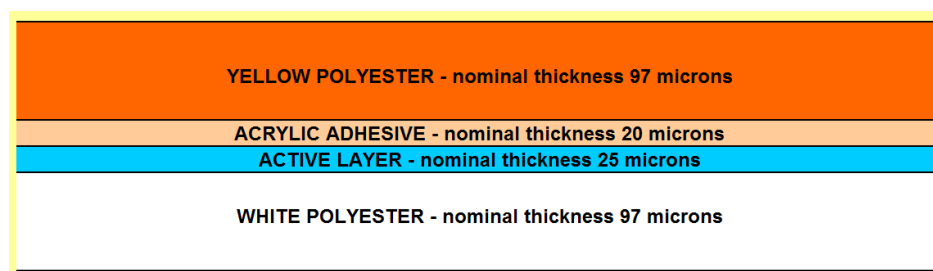 YELLOW POLYESTER - nominal thickness 97 microns
ACRYLIC ADHESIVE - nominal thickness 20 microns
ACTIVE LAYER - nominal thickness 25 microns
WHITE POLYESTER - nominal thickness 97 microns